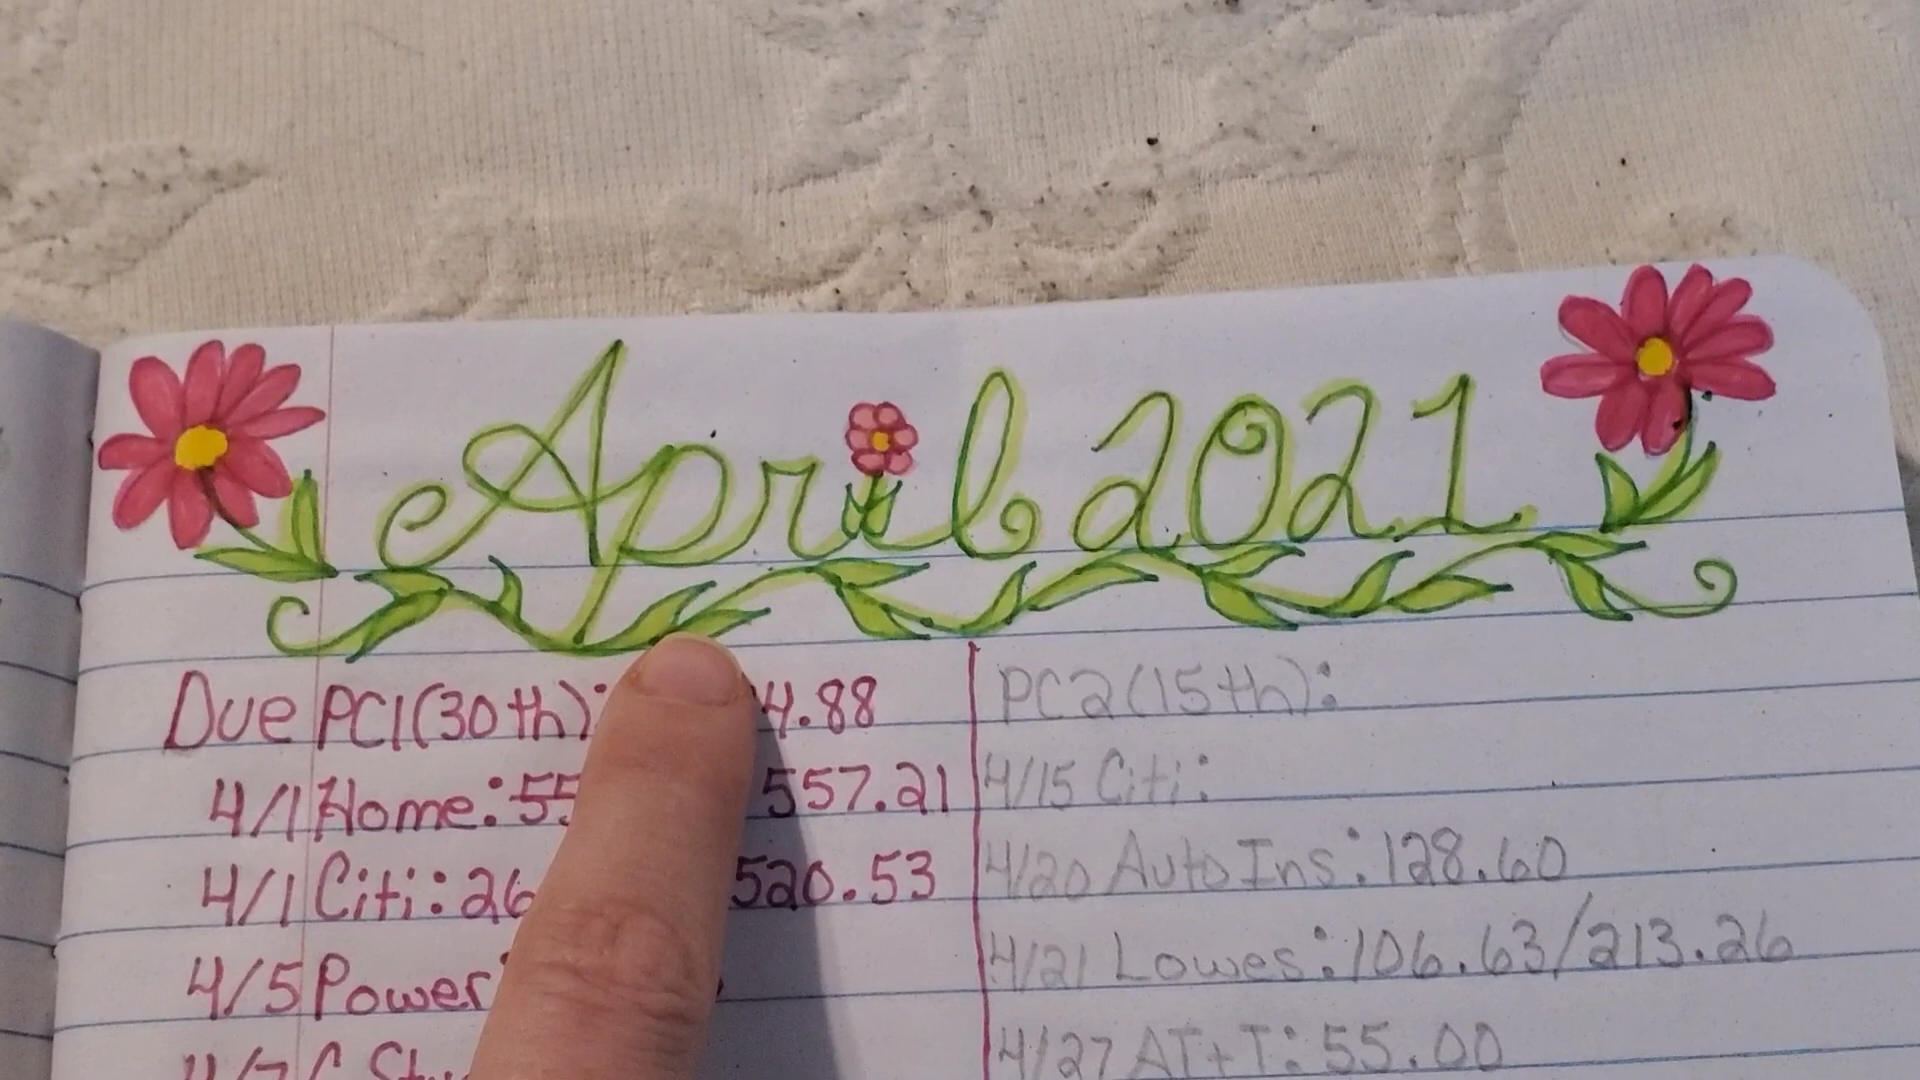 April 2021
Due PC1(30th): 4.88
4/1 Home: 55 557.21
4/1 Citi: 26 520.53
4/5 Power:
PC2(15th):
4/15 Citi:
4/20 Auto Ins: 128.60
4/21 Lowes: 106.63/213.26
4/27 AT+T: 55.00